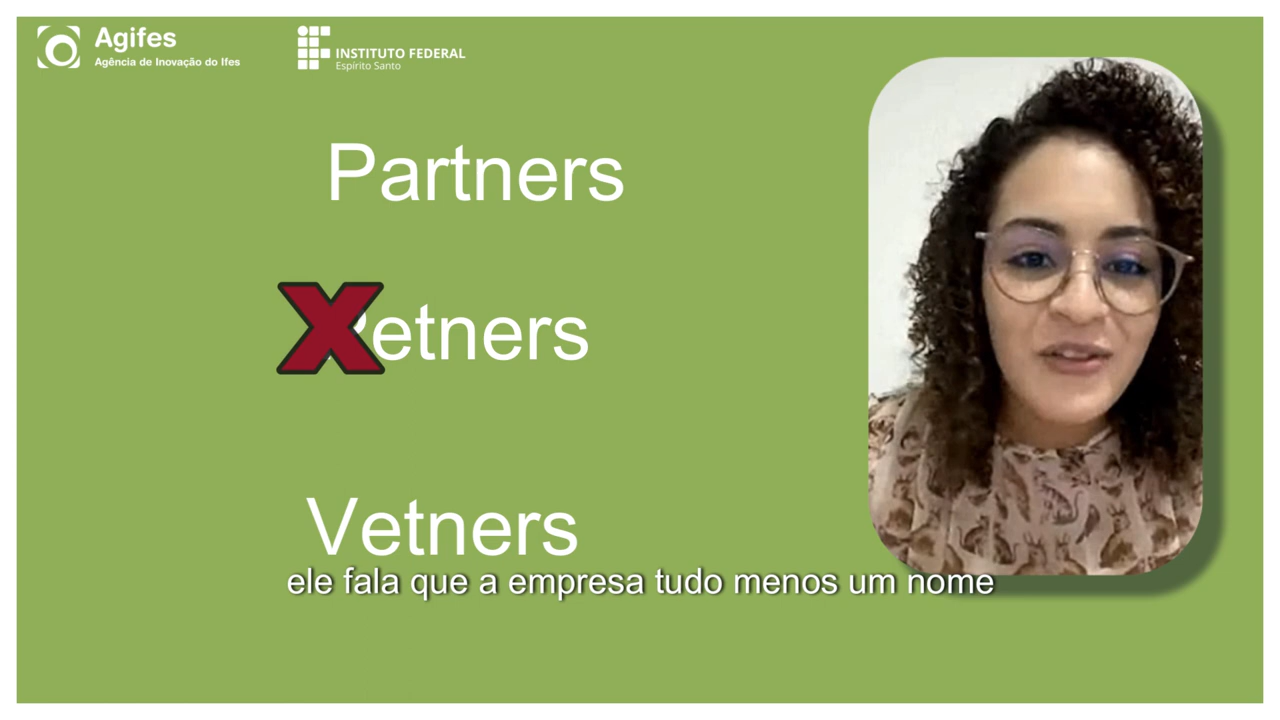 Agifes
Agência de Inovação do Ifes
INSTITUTO FEDERAL
Espírito Santo
Partners
Petners
Vetners
ele fala que a empresa tudo menos um nome